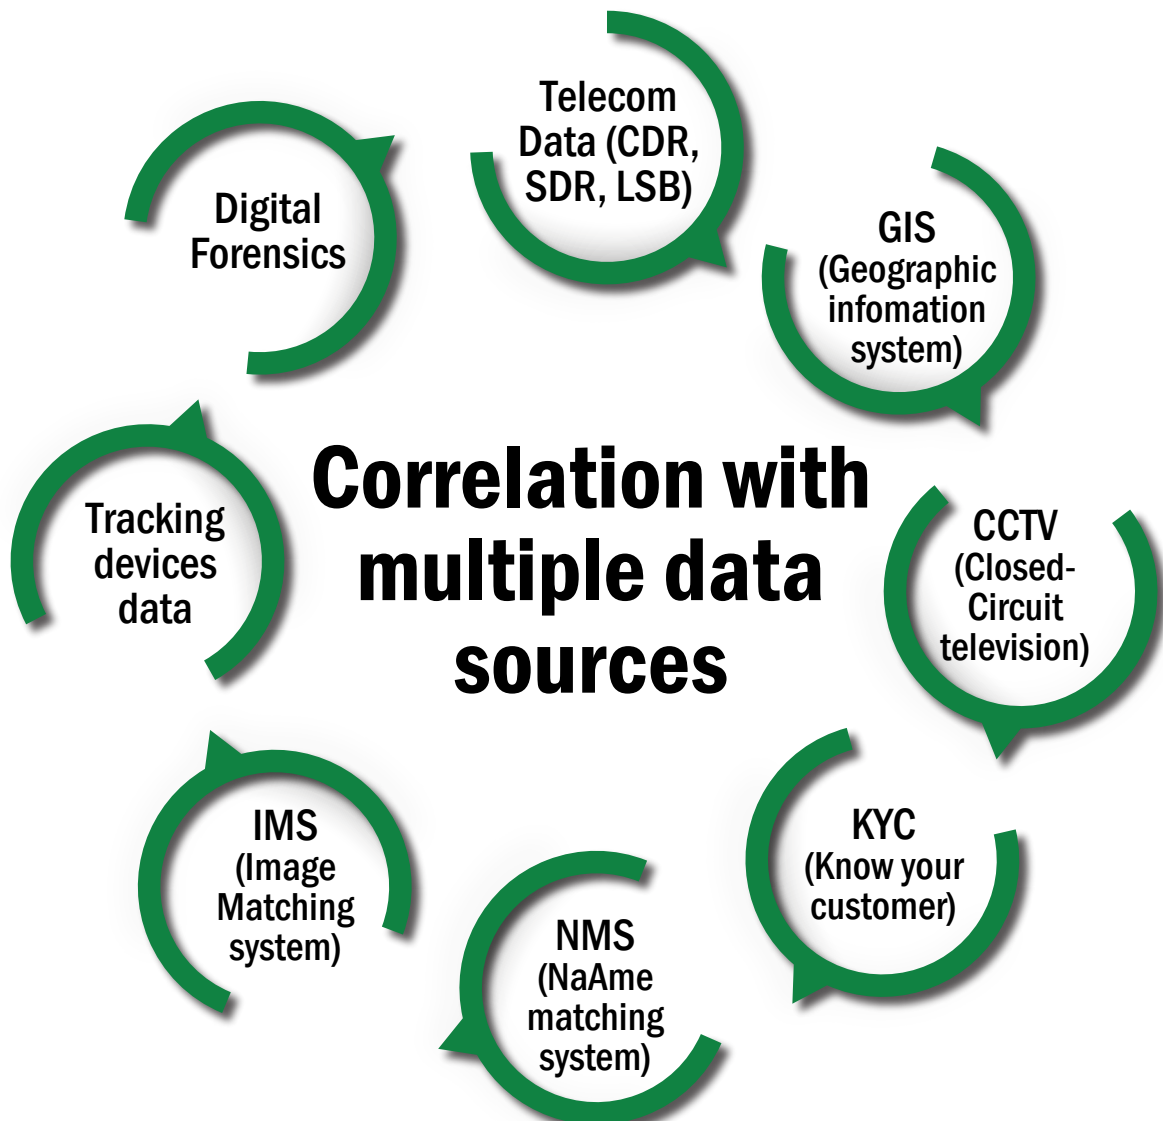 Telecom
Data (CDR,
SDR, LSB)
GIS
(Geographic
infomation
system)
CCTV
(Closed-
Circuit
television)
KYC
(Know your
customer)
NMS
(NaAme
matching
system)
IMS
(Image
Matching
system)
Tracking
devices
data
Digital
Forensics
Correlation with
multiple data
sources